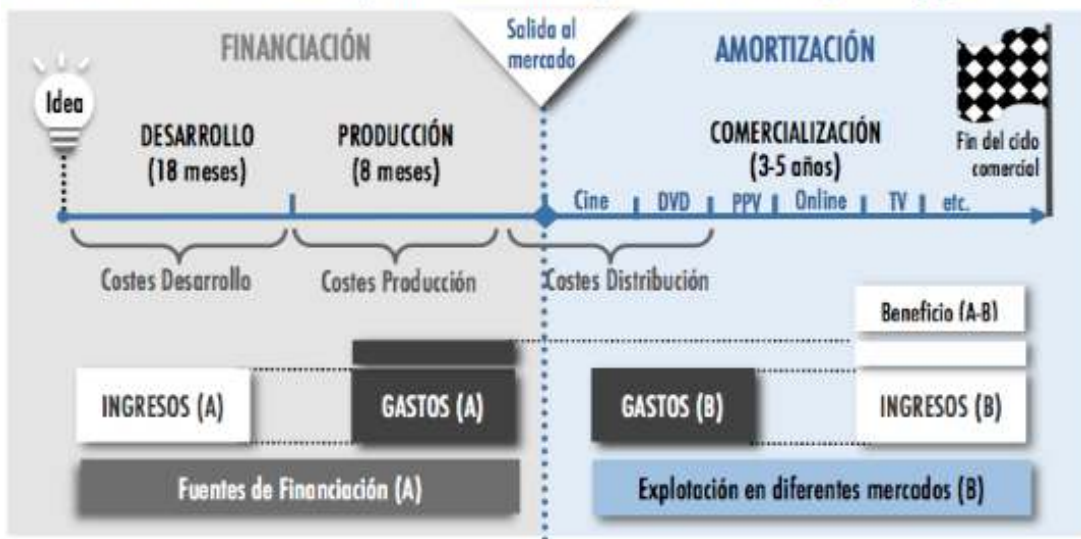 FINANCIACIÓN
Salida al
mercado
AMORTIZACIÓN
Idea
DESARROLLO
(18 meses)
PRODUCCIÓN
(8 meses)
COMERCIALIZACIÓN
(3-5 años)
Fin del ciclo
comercial
Cine
DVD
PPV
Online
TV
etc.
Costes Desarrollo
Costes Producción
Costes Distribución
Beneficio (A-B)
INGRESOS (A)
GASTOS (A)
GASTOS (B)
INGRESOS (B)
Fuentes de Financiación (A)
Explotación en diferentes mercados (B)